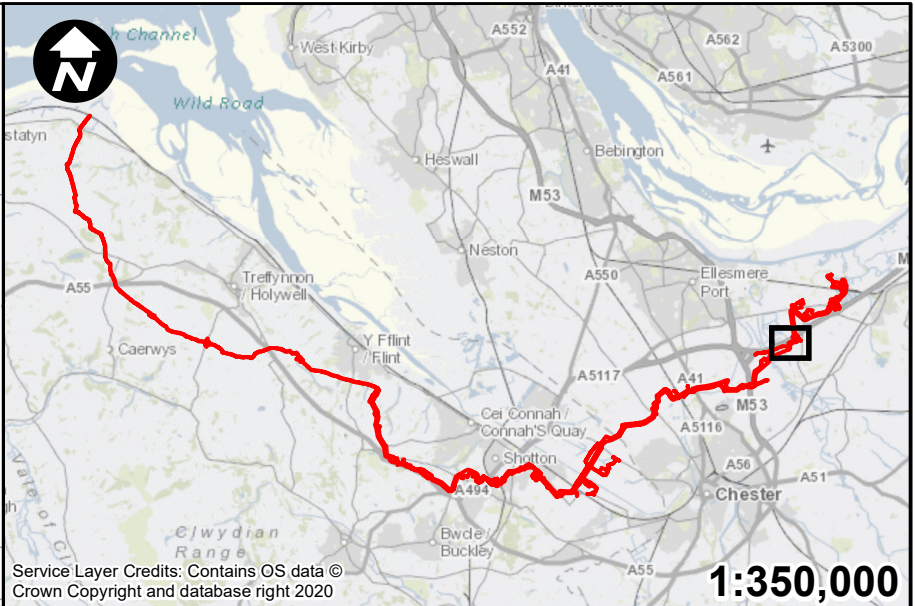 N
Channel
Wild Road
West Kirby
A552
A41
A562
A5300
A561
statyn
Heswall
Bebington
M53
Neston
A550
Ellesmere
Port
M
A55
Treffynnon
/ Holywell
Caerwys
Y Fflint
/ Flint
A5117
A41
M53
Cei Connah /
Connah'S Quay
A5116
Shotton
A494
A56
A51
Chester
Clwydian
Range
Bwcle /
Buckley
A55
Service Layer Credits: Contains OS data ©
Crown Copyright and database right 2020
1:350,000